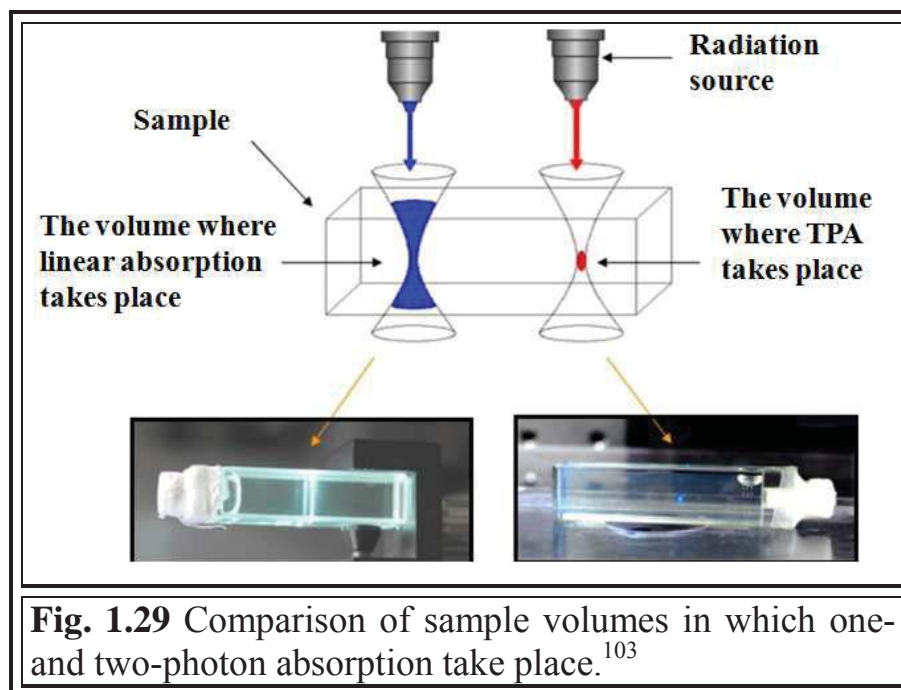 Radiation
source
Sample
The volume where
linear absorption
takes place
The volume
where TPA
takes place
Fig. 1.29 Comparison of sample volumes in which one-
and two-photon absorption take place.103